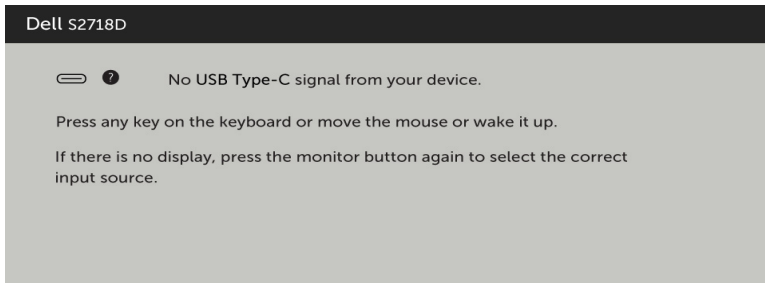 Dell S2718D
? No USB Type-C signal from your device.
Press any key on the keyboard or move the mouse or wake it up.
If there is no display, press the monitor button again to select the correct
input source.